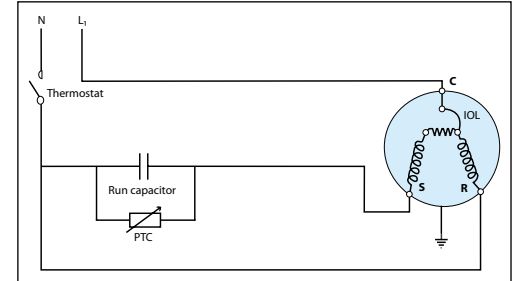 N L₁
C
Thermostat
IOL
Run capacitor
S R
PTC